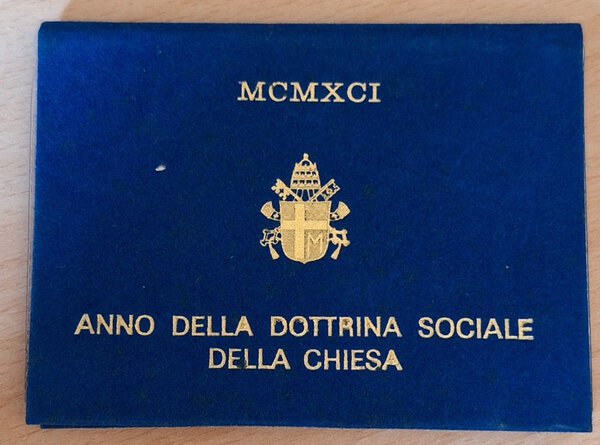 MCMXCI
M
ANNO DELLA DOTTRINA SOCIALE
DELLA CHIESA